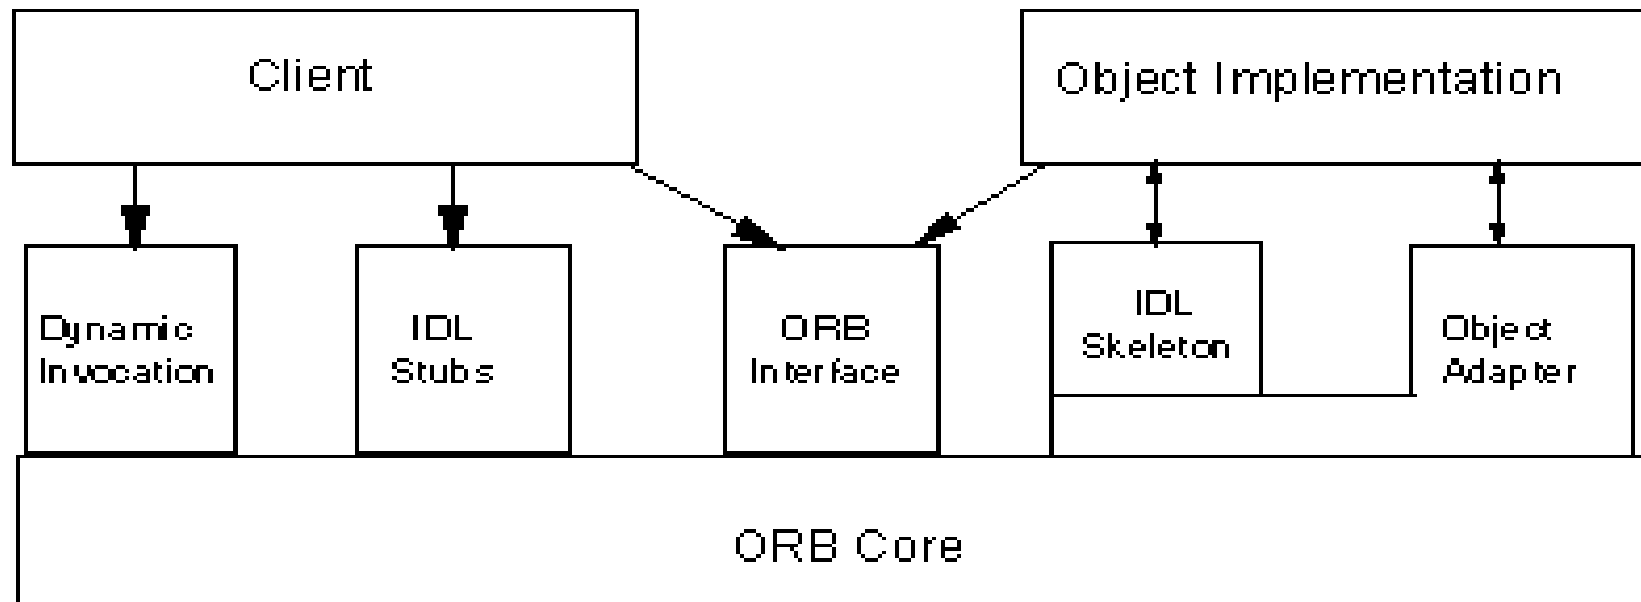 Client
Object Implementation
Dynamic
Invocation
IDL
Stubs
ORB
Interface
IDL
Skeleton
Object
Adapter
ORB Core